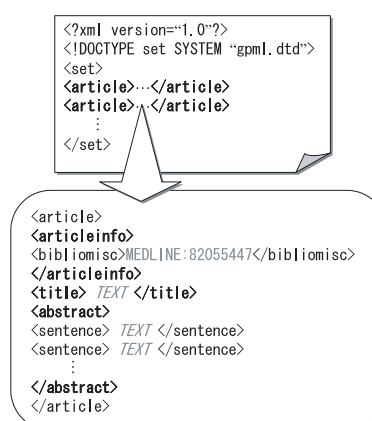 <?xml version=“1.0”?>
<!DOCTYPE set SYSTEM “gpml.dtd”>
<set>
<article>…</article>
<article>…</article>
⋮
</set>
<article>
<articleinfo>
<bibliomisc>MEDLINE:82055447</bibliomisc>
</articleinfo>
<title> TEXT </title>
<abstract>
<sentence> TEXT </sentence>
<sentence> TEXT </sentence>
⋮
</abstract>
</article>